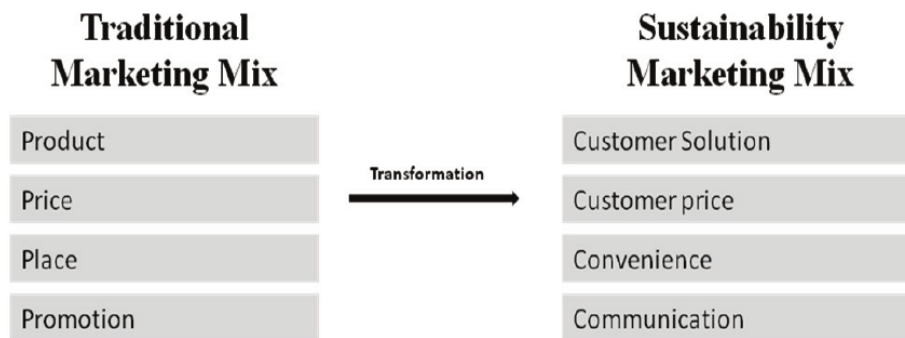 Traditional
Marketing Mix
Product
Price
Place
Promotion
Transformation
Sustainability
Marketing Mix
Customer Solution
Customer price
Convenience
Communication